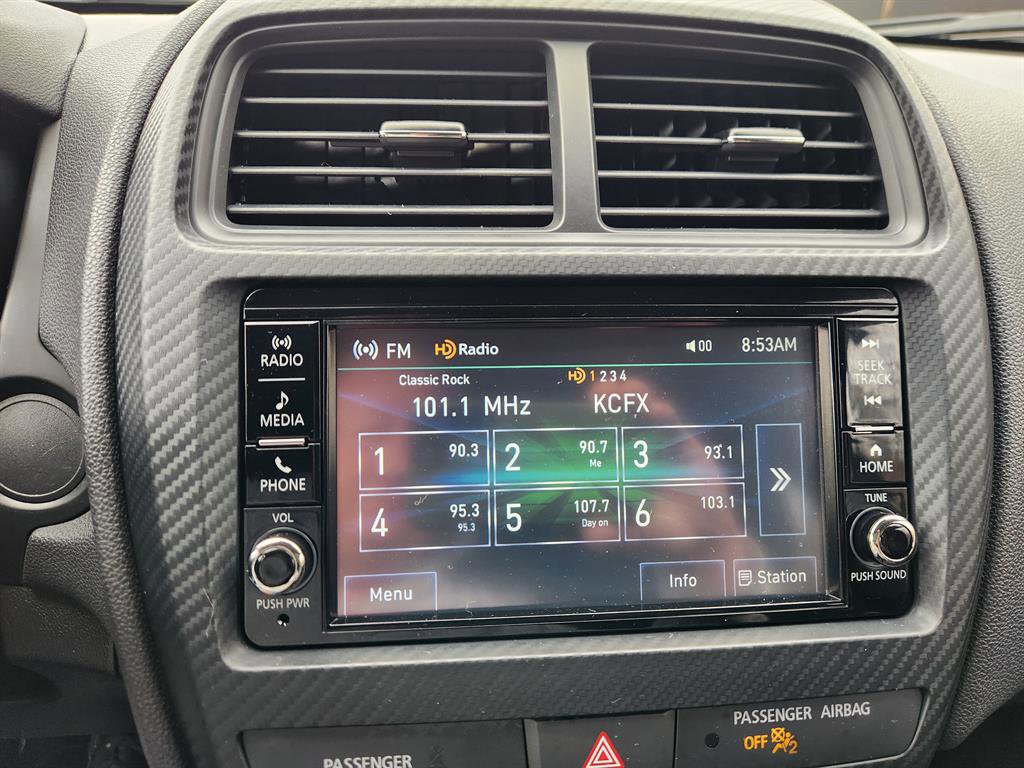 RADIO
MEDIA
PHONE
VOL
PUSH PWR
FM HD Radio 00 8:53AM
Classic Rock HD 1 2 3 4
101.1 MHz KCFX
1 90.3
2 90.7
Me
3 93.1
4 95.3
95.3
5 107.7
Day on
6 103.1
Menu Info Station
SEEK
TRACK
HOME
TUNE
PUSH SOUND
PASSENGER
PASSENGER AIRBAG
OFF 2